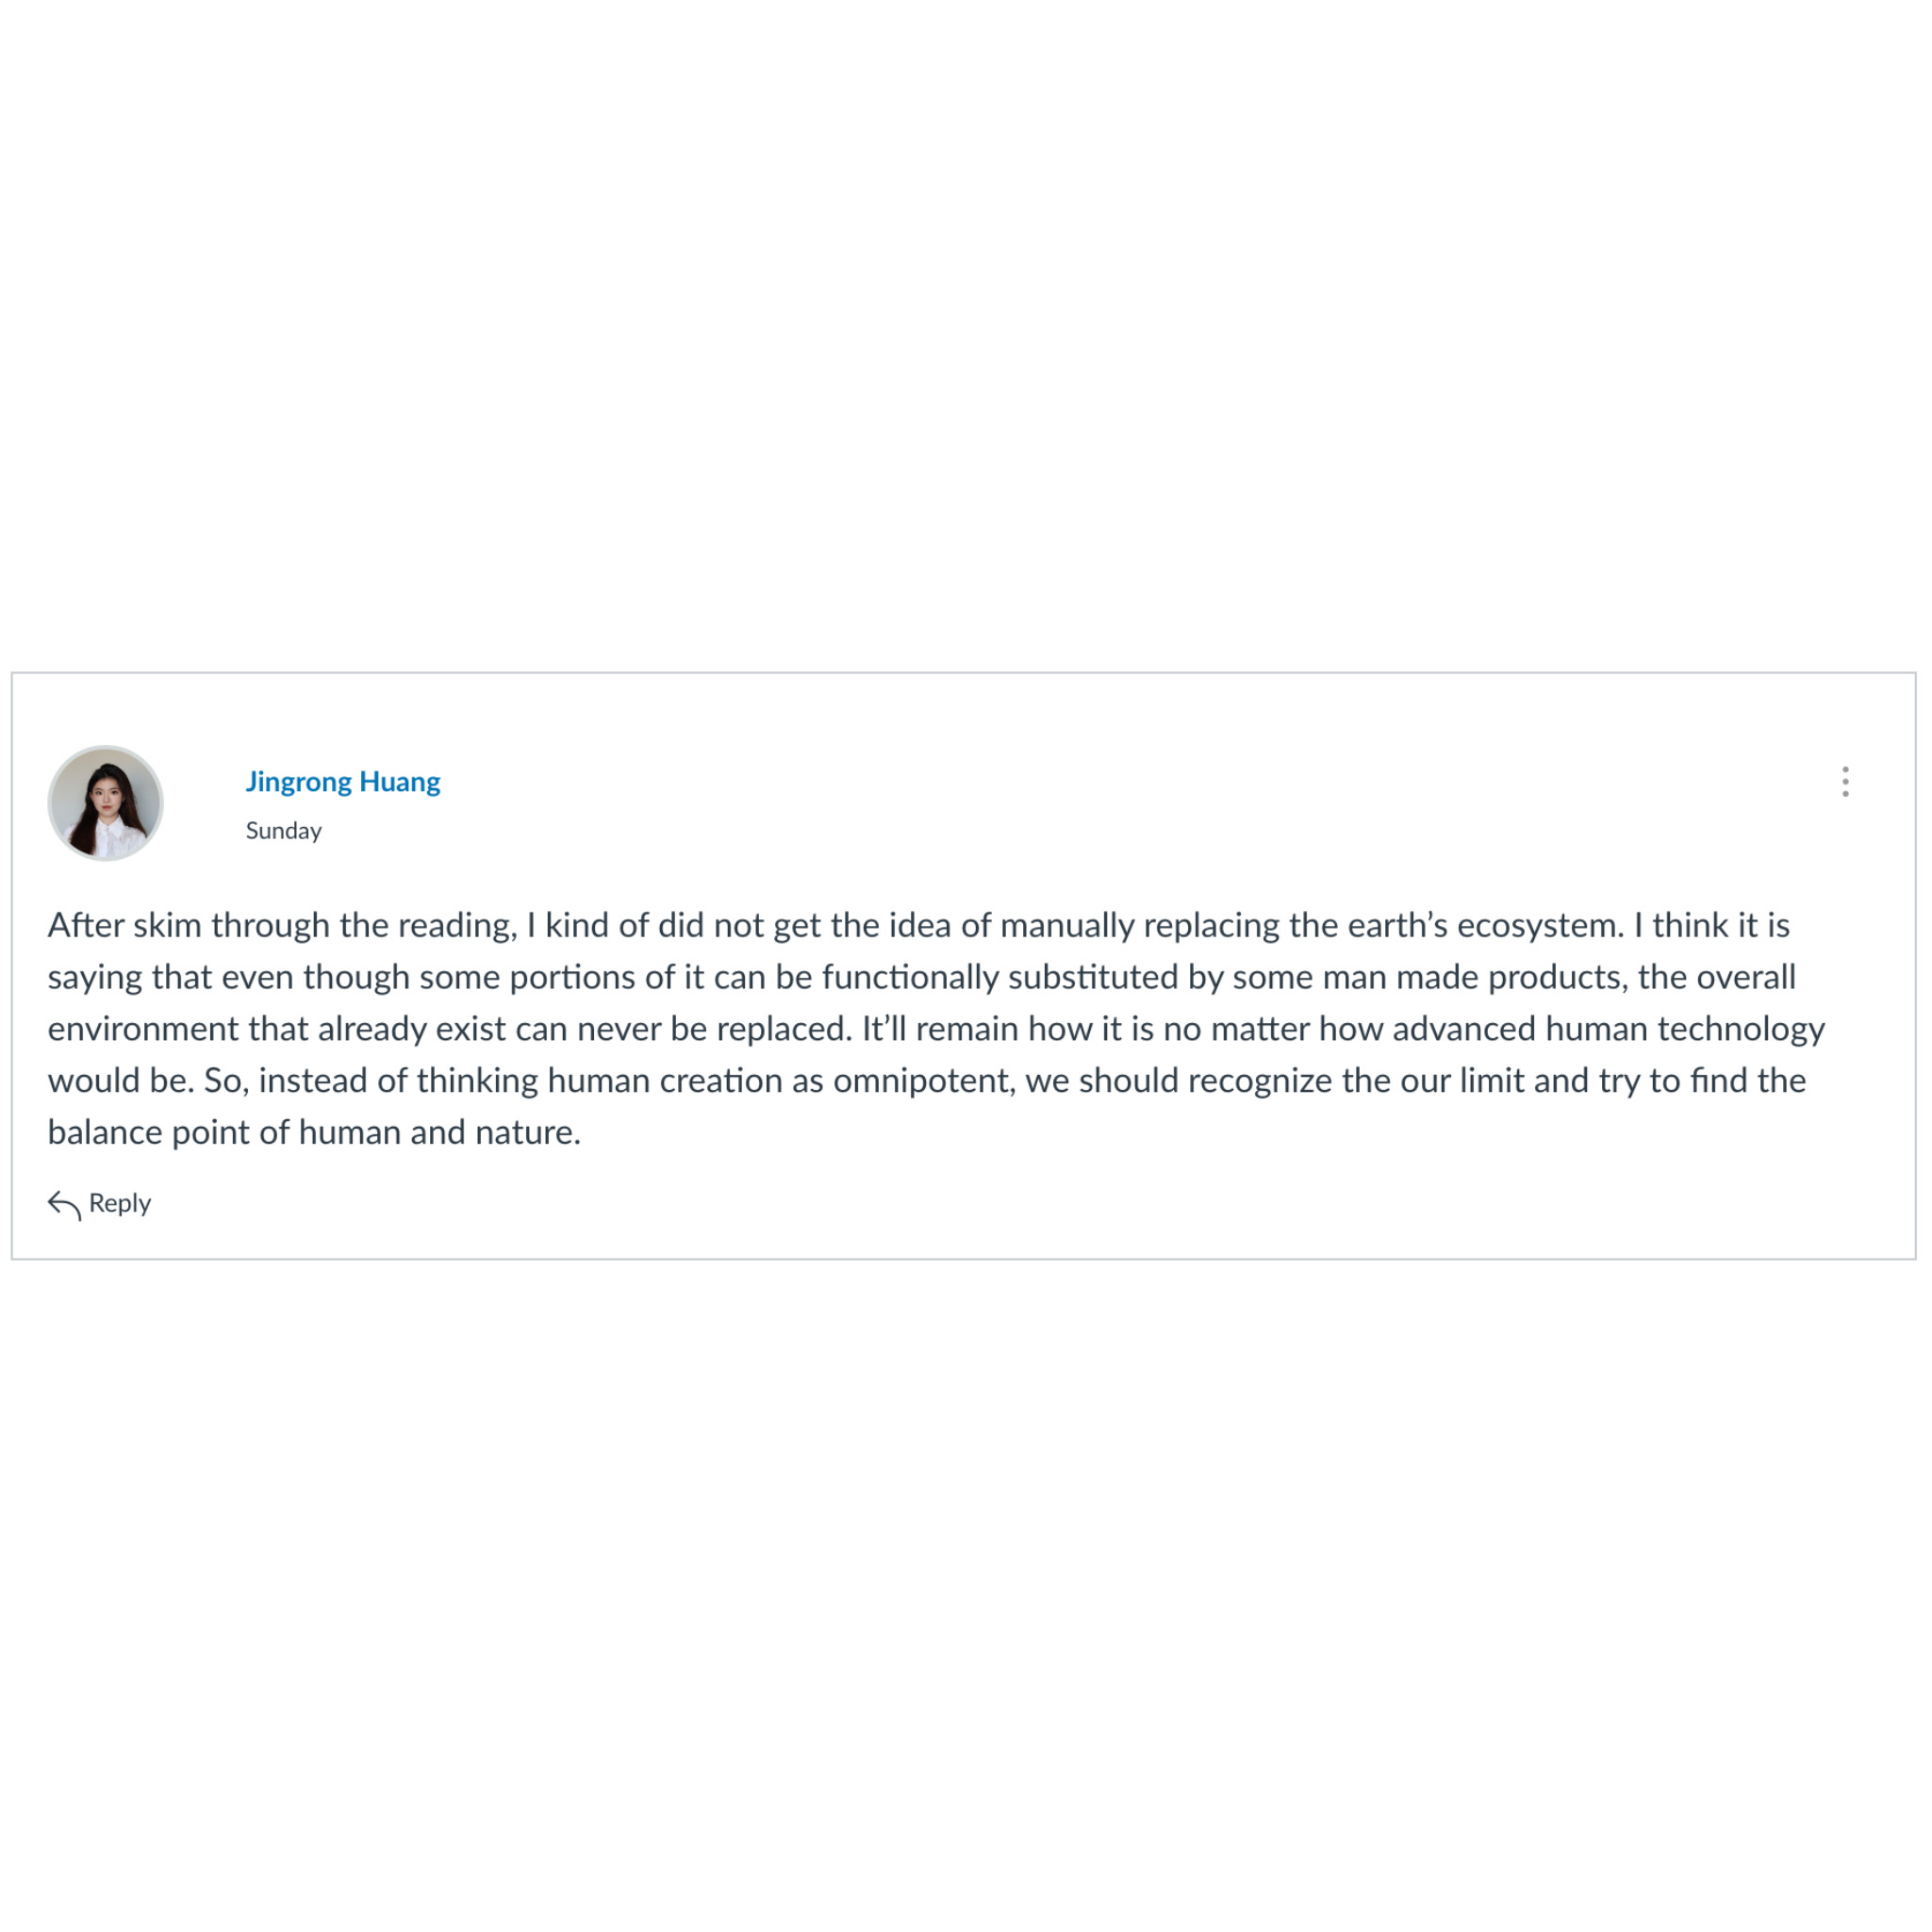 Jingrong Huang
Sunday
After skim through the reading, I kind of did not get the idea of manually replacing the earth’s ecosystem. I think it is
saying that even though some portions of it can be functionally substituted by some man made products, the overall
environment that already exist can never be replaced. It’ll remain how it is no matter how advanced human technology
would be. So, instead of thinking human creation as omnipotent, we should recognize the our limit and try to find the
balance point of human and nature.
Reply